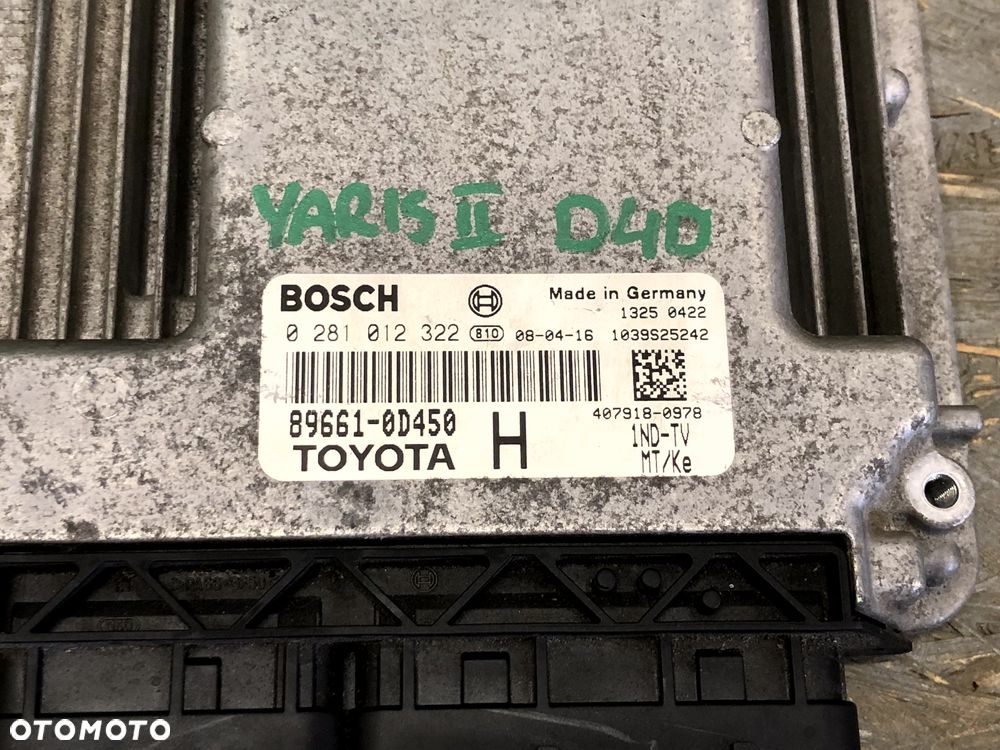 YARIS II D4D
BOSCH Made in Germany
1325 0422
0 281 012 322 B10 08-04-16 1039S25242
89661-0D450 407918-0978
TOYOTA H 1ND-TV
MT/Ke
OTOMOTO